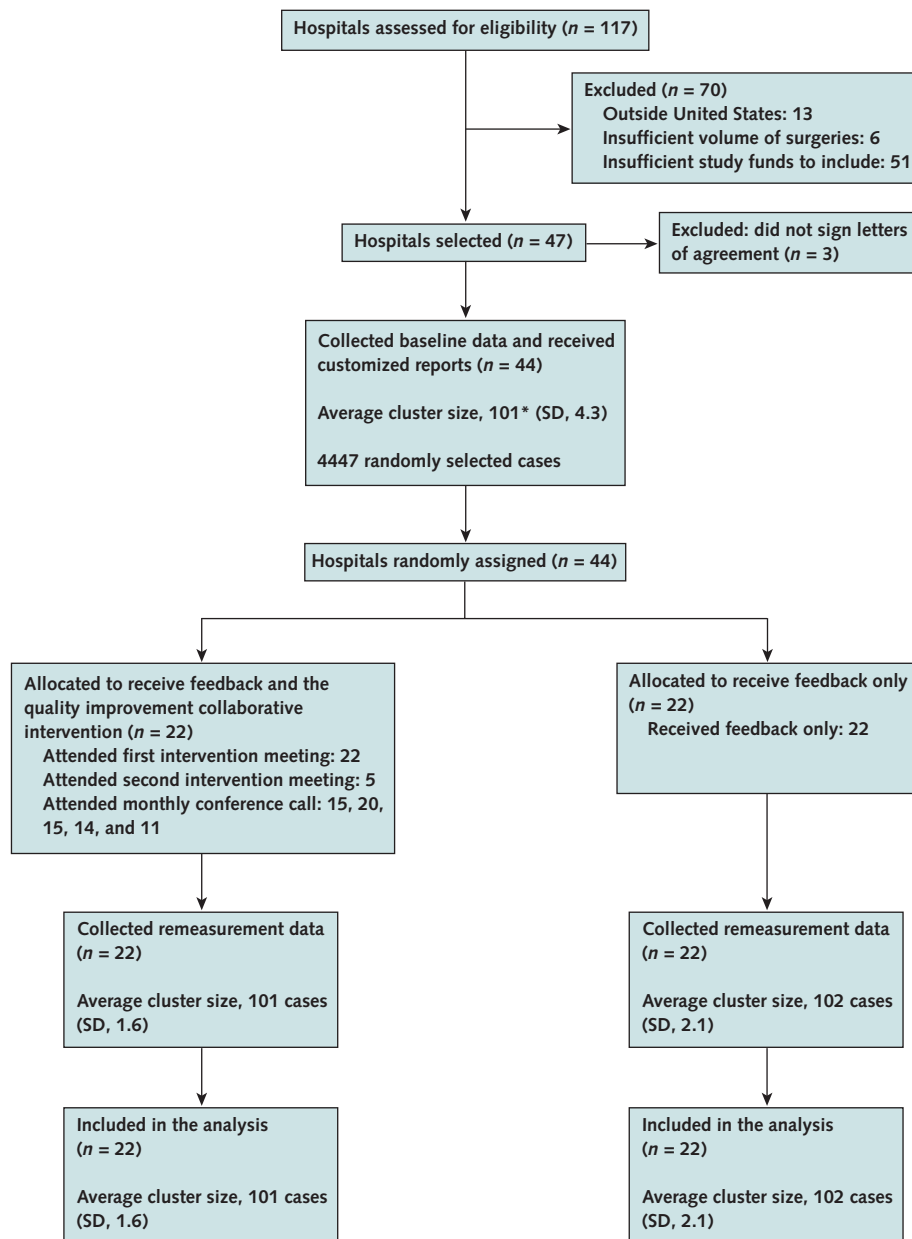 Hospitals assessed for eligibility (n = 117)
Excluded (n = 70)
Outside United States: 13
Insufficient volume of surgeries: 6
Insufficient study funds to include: 51
Hospitals selected (n = 47)
Excluded: did not sign letters
of agreement (n = 3)
Collected baseline data and received
customized reports (n = 44)
Average cluster size, 101* (SD, 4.3)
4447 randomly selected cases
Hospitals randomly assigned (n = 44)
Allocated to receive feedback and the
quality improvement collaborative
intervention (n = 22)
Attended first intervention meeting: 22
Attended second intervention meeting: 5
Attended monthly conference call: 15, 20,
15, 14, and 11
Allocated to receive feedback only
(n = 22)
Received feedback only: 22
Collected remeasurement data
(n = 22)
Average cluster size, 101 cases
(SD, 1.6)
Collected remeasurement data
(n = 22)
Average cluster size, 102 cases
(SD, 2.1)
Included in the analysis
(n = 22)
Average cluster size, 101 cases
(SD, 1.6)
Included in the analysis
(n = 22)
Average cluster size, 102 cases
(SD, 2.1)